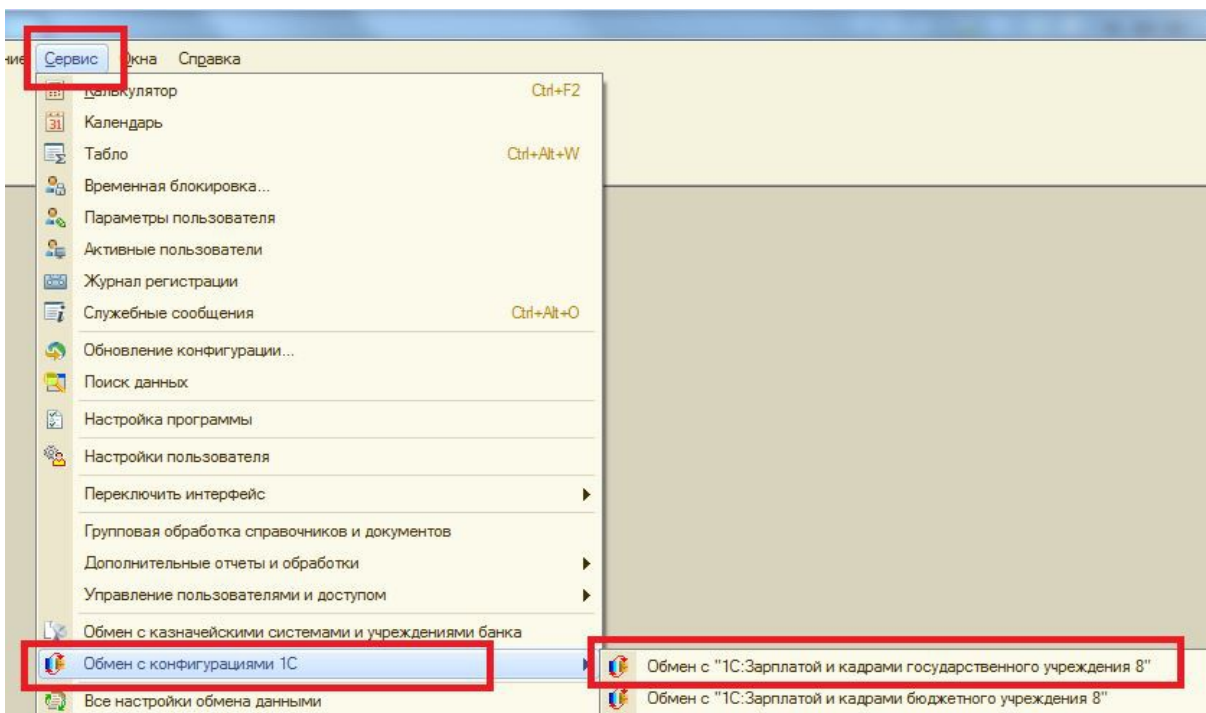 ние Сервис Окна Справка
Калькулятор Ctrl+F2
31 Календарь
Табло Ctrl+Alt+W
Временная блокировка...
Параметры пользователя
Активные пользователи
Журнал регистрации
Служебные сообщения Ctrl+Alt+O
Обновление конфигурации...
Поиск данных
Настройка программы
Настройки пользователя
Переключить интерфейс
Групповая обработка справочников и документов
Дополнительные отчеты и обработки
Управление пользователями и доступом
Обмен с казначейскими системами и учреждениями банка
Обмен с конфигурациями 1С
Обмен с "1С:Зарплатой и кадрами государственного учреждения 8"
Все настройки обмена данными
Обмен с "1С:Зарплатой и кадрами бюджетного учреждения 8"